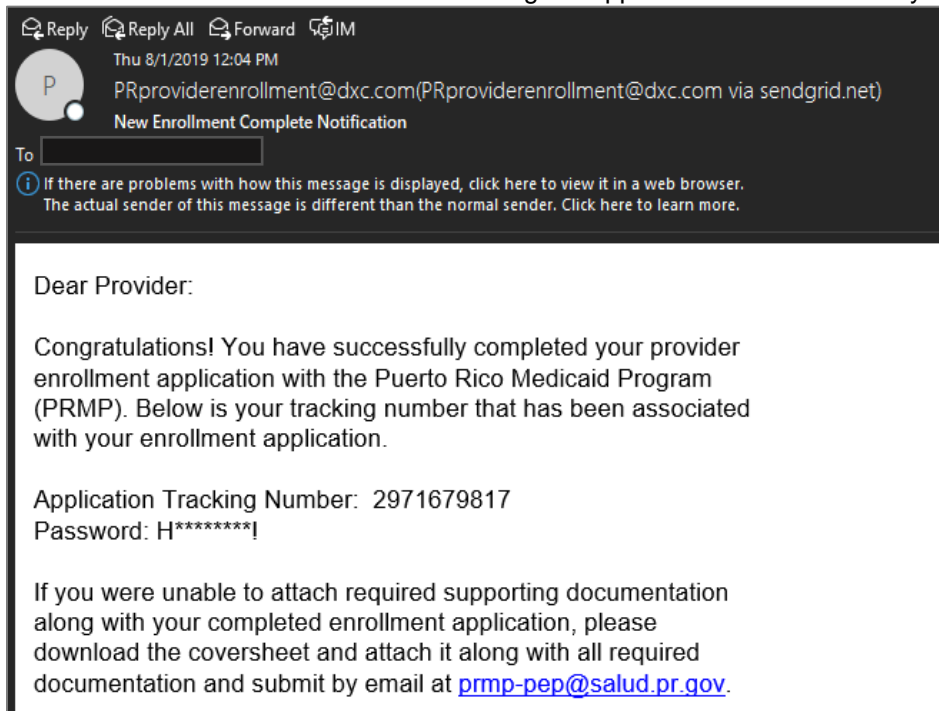 Reply Reply All Forward IM
Thu 8/1/2019 12:04 PM
P
PRproviderenrollment@dxc.com(PRproviderenrollment@dxc.com via sendgrid.net)
New Enrollment Complete Notification
To
If there are problems with how this message is displayed, click here to view it in a web browser.
The actual sender of this message is different than the normal sender. Click here to learn more.
Dear Provider:
Congratulations! You have successfully completed your provider
enrollment application with the Puerto Rico Medicaid Program
(PRMP). Below is your tracking number that has been associated
with your enrollment application.
Application Tracking Number: 2971679817
Password: H********!
If you were unable to attach required supporting documentation
along with your completed enrollment application, please
download the coversheet and attach it along with all required
documentation and submit by email at prmp-pep@salud.pr.gov.